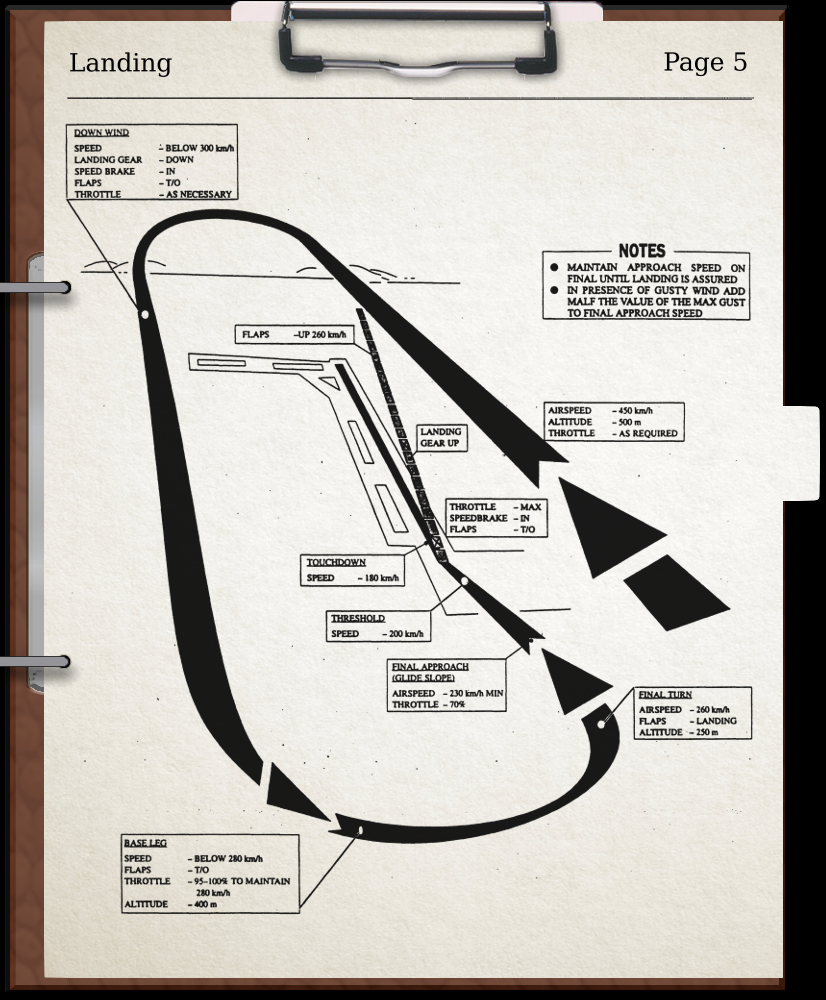 Landing Page 5
DOWN WIND
SPEED – BELOW 300 km/h
LANDING GEAR – DOWN
SPEED BRAKE – IN
FLAPS – T/O
THROTTLE – AS NECESSARY
NOTES
● MAINTAIN APPROACH SPEED ON
FINAL UNTIL LANDING IS ASSURED
● IN PRESENCE OF GUSTY WIND ADD
MALF THE VALUE OF THE MAX GUST
TO FINAL APPROACH SPEED
FLAPS –UP 260 km/h
AIRSPEED – 450 km/h
ALTITUDE – 500 m
THROTTLE – AS REQUIRED
LANDING
GEAR UP
THROTTLE – MAX
SPEEDBRAKE – IN
FLAPS – T/O
TOUCHDOWN
SPEED – 180 km/h
THRESHOLD
SPEED – 200 km/h
FINAL APPROACH
(GLIDE SLOPE)
AIRSPEED – 230 km/h MIN
THROTTLE – 70%
FINAL TURN
AIRSPEED – 260 km/h
FLAPS – LANDING
ALTITUDE – 250 m
BASE LEG
SPEED – BELOW 280 km/h
FLAPS – T/O
THROTTLE – 95–100% TO MAINTAIN
280 km/h
ALTITUDE – 400 m